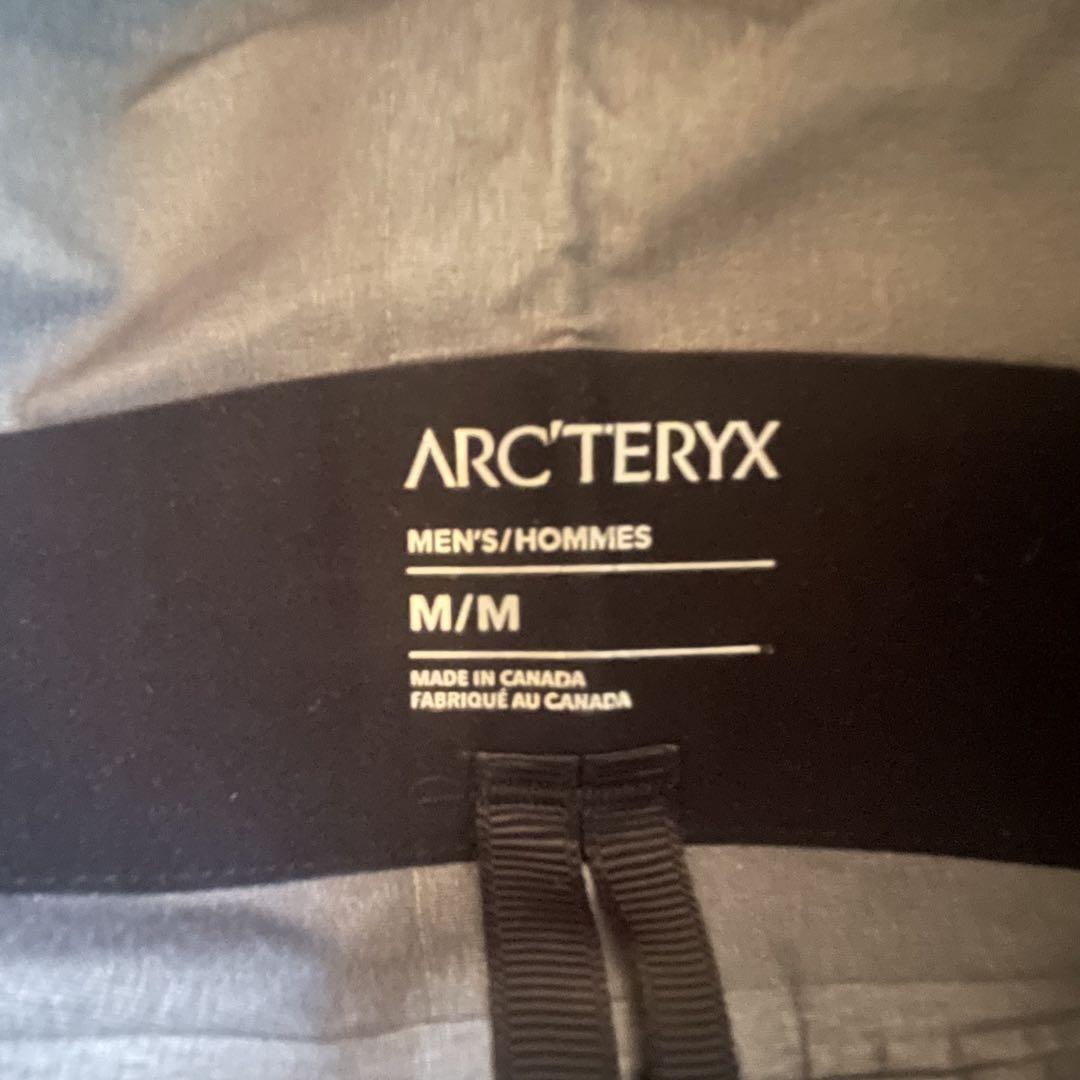 ARC'TERYX
MEN'S/HOMMES
M/M
MADE IN CANADA
FABRIQUÉ AU CANADA